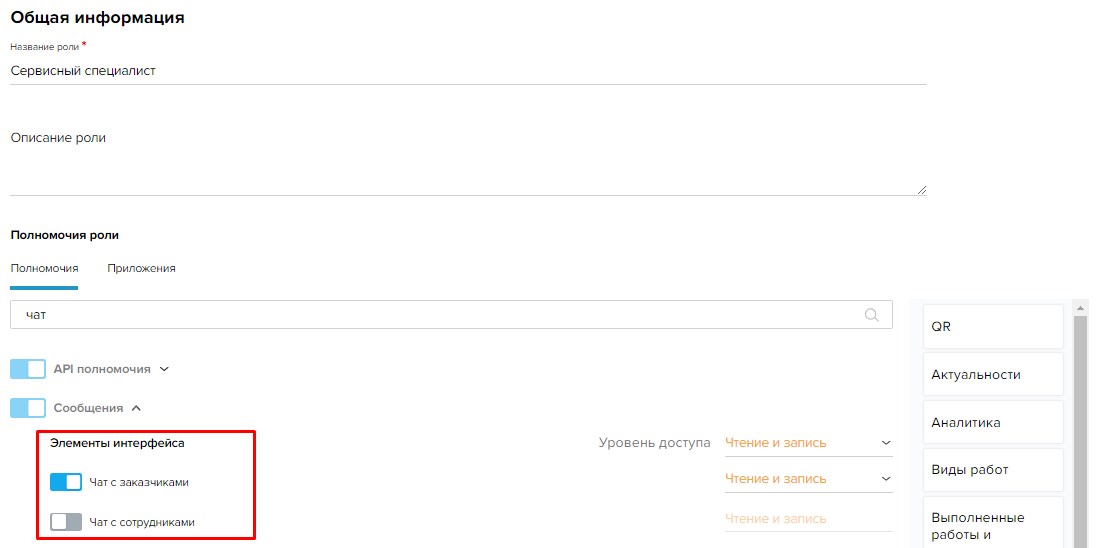 Общая информация
Название роли *
Сервисный специалист
Описание роли
Полномочия роли
Полномочия Приложения
чат
QR
API полномочия
Актуальности
Сообщения
Аналитика
Элементы интерфейса Уровень доступа Чтение и запись
Виды работ
Чат с заказчиками Чтение и запись
Чат с сотрудниками Чтение и запись
Выполненные
работы и